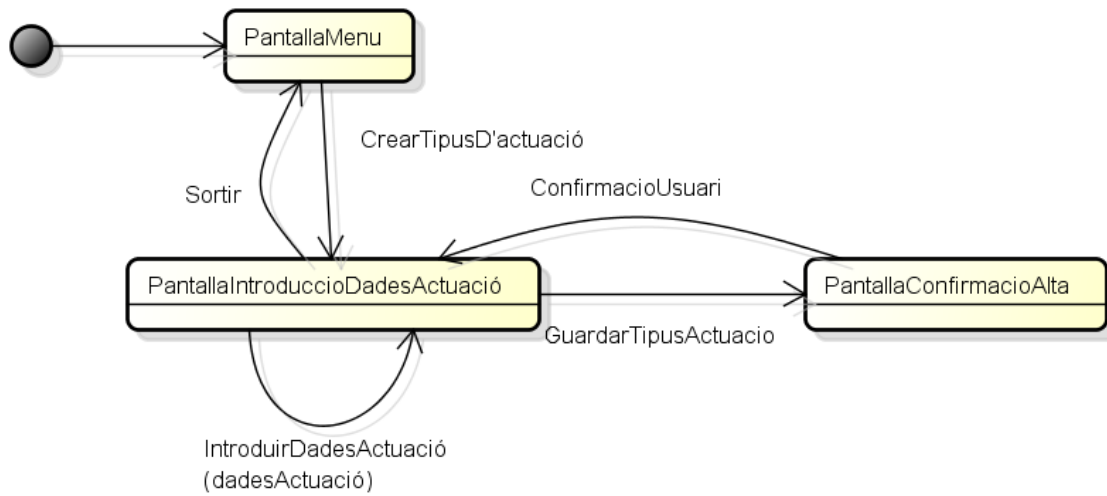 PantallaMenu
CrearTipusD'actuació
Sortir
ConfirmacioUsuari
PantallaIntroduccioDadesActuació
PantallaConfirmacioAlta
GuardarTipusActuacio
IntroduirDadesActuació
(dadesActuació)